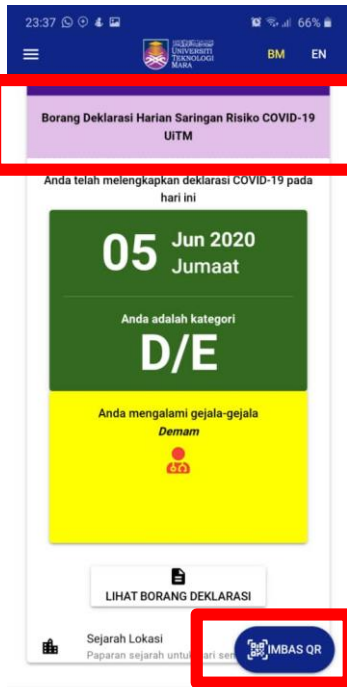 23:37 66%
UNIVERSITI
TEKNOLOGI
MARA
BM EN
Borang Deklarasi Harian Saringan Risiko COVID-19
UiTM
Anda telah melengkapkan deklarasi COVID-19 pada
hari ini
05 Jun 2020
Jumaat
Anda adalah kategori
D/E
Anda mengalami gejala-gejala
Demam
LIHAT BORANG DEKLARASI
Sejarah Lokasi
IMBAS QR
Paparan sejarah untuk